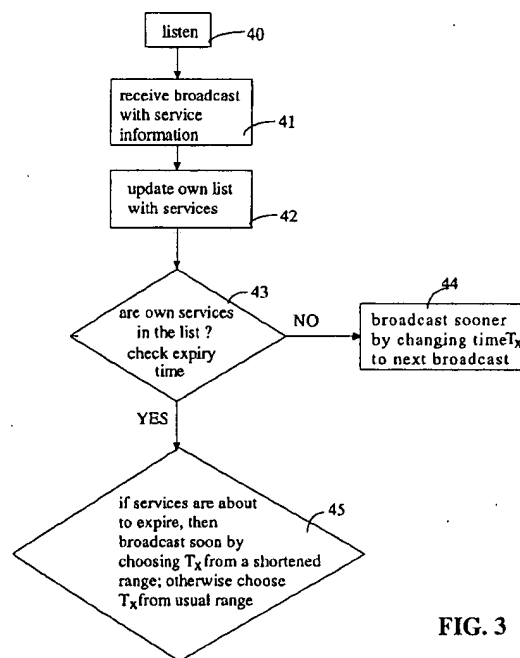 listen
40
receive broadcast
with service
information
41
update own list
with services
42
43
are own services
in the list ?
check expiry
time
NO
44
broadcast sooner
by changing timeTx
to next broadcast
YES
45
if services are about
to expire, then
broadcast soon by
choosing Tx from a shortened
range; otherwise choose
Tx from usual range
FIG. 3